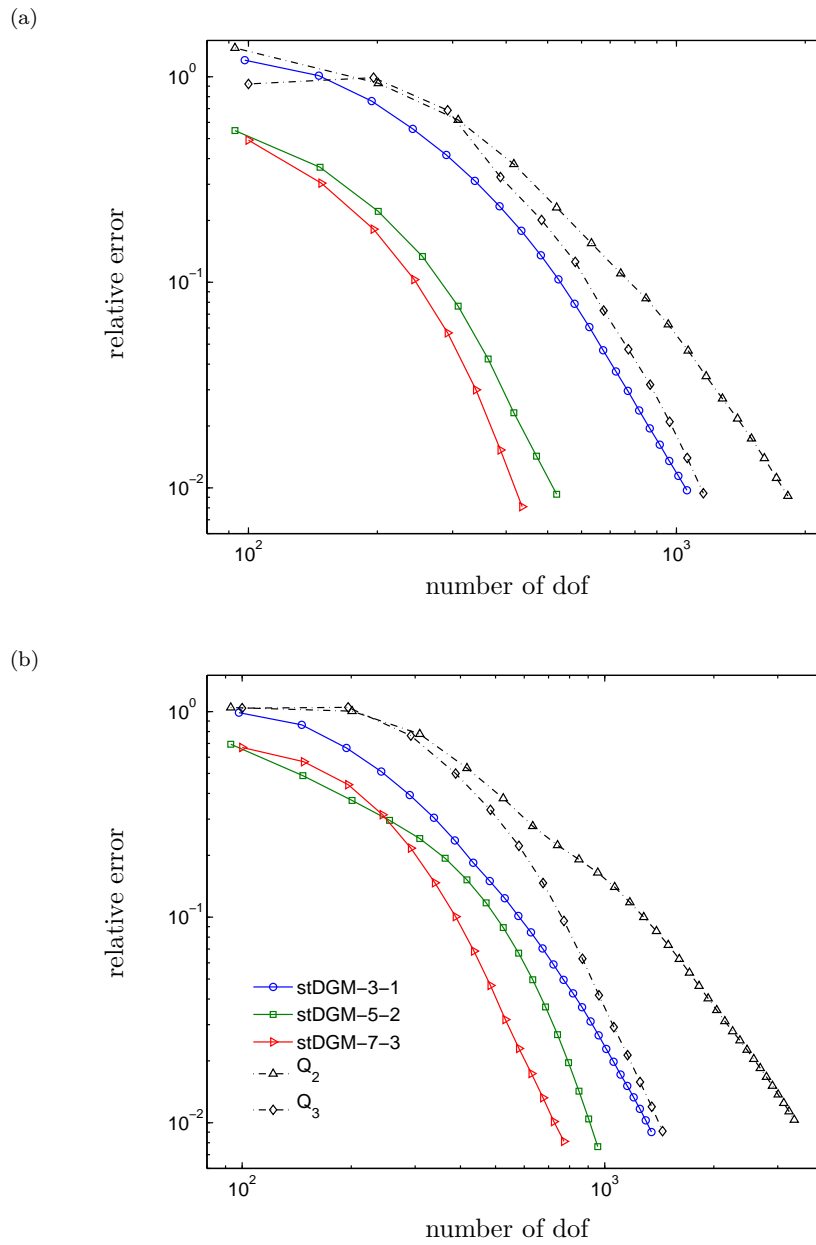 (a)
10^0
10^-1
10^-2
relative error
10^2
10^3
number of dof
(b)
10^0
10^-1
10^-2
relative error
stDGM-3-1
stDGM-5-2
stDGM-7-3
Q_2
Q_3
10^2
10^3
number of dof